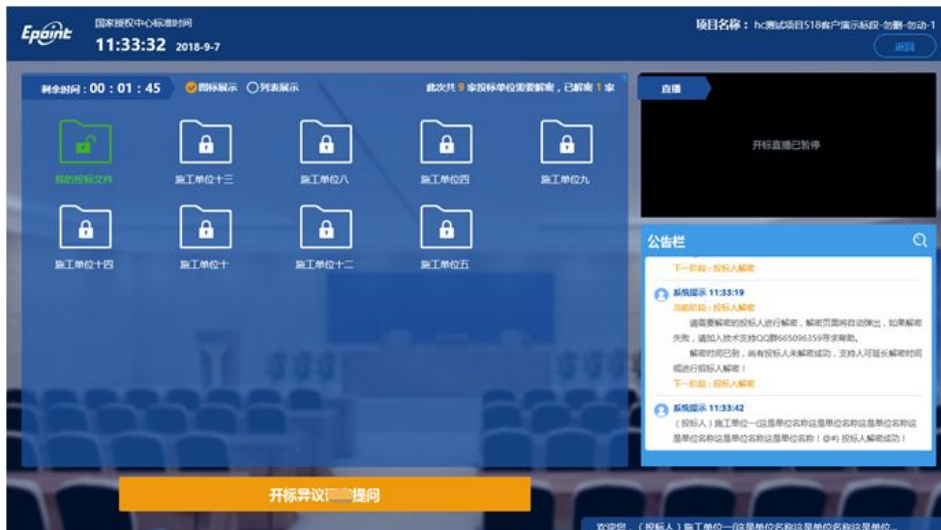 Epoint
国家授权中心标准时间
11:33:32 2018-9-7
项目名称：hc测试项目518客户演示标段-勿删-勿动-1
返回
剩余时间：00：01：45
图标展示
列表展示
此次共 9 家投标单位需要解密，已解密 1 家
我的投标文件
施工单位十三
施工单位八
施工单位四
施工单位九
施工单位十四
施工单位十
施工单位十二
施工单位五
开标异议 提问
直播
开标直播已暂停
公告栏
下一阶段：投标人解密
系统提示 11:33:19
当前阶段：投标人解密
请需要解密的投标人进行解密，解密页面将自动弹出，如果解密
失败，请加入技术支持QQ群665096359寻求帮助。
解密时间已到，尚有投标人未解密成功，支持人可延长解密时间
或进行招标人解密！
下一阶段：招标人解密
系统提示 11:33:42
（投标人）施工单位一(这是单位名称这是单位名称这是单位名称这
是单位名称这是单位名称这是单位名称！@#) 投标人解密成功！
欢迎您，（投标人）施工单位一(这是单位名称这是单位名称这是单位...